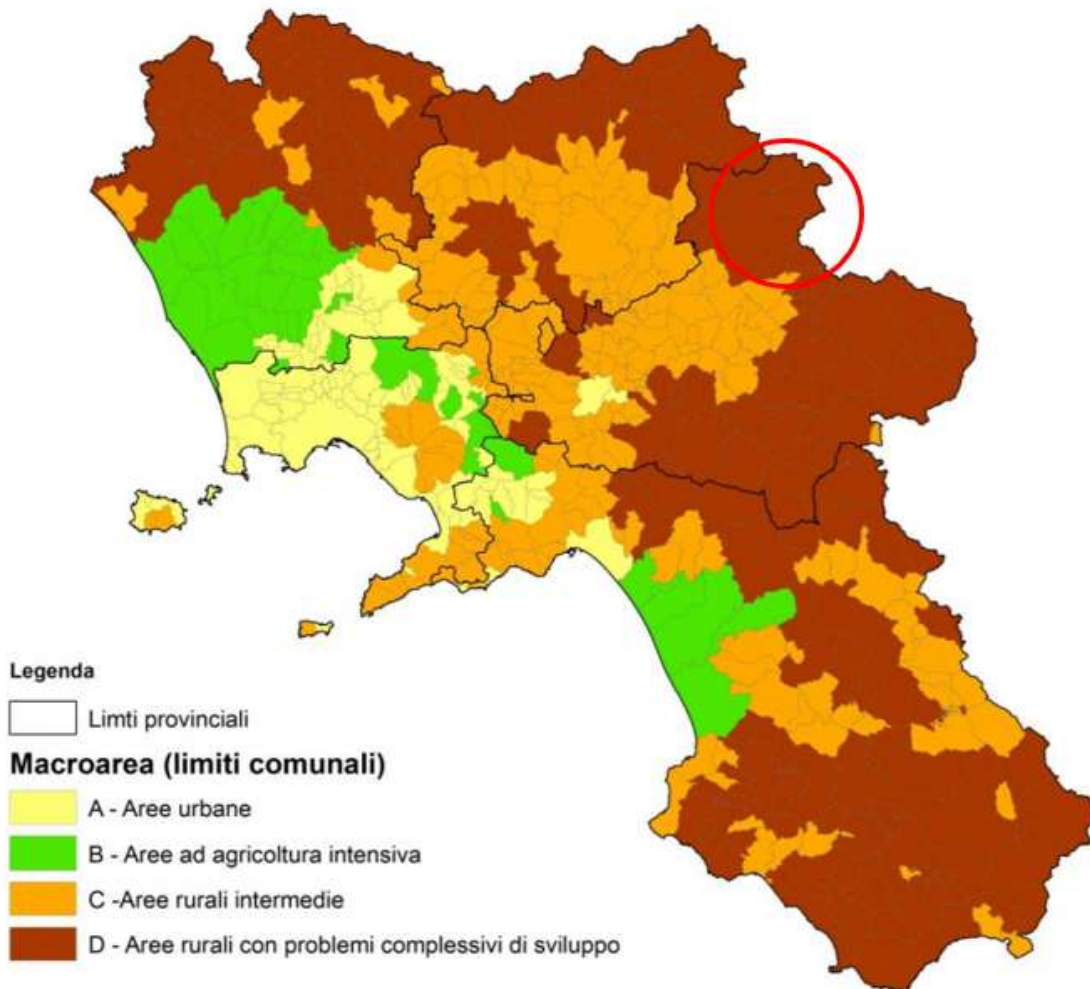 Legenda
Limti provinciali
Macroarea (limiti comunali)
A - Aree urbane
B - Aree ad agricoltura intensiva
C -Aree rurali intermedie
D - Aree rurali con problemi complessivi di sviluppo